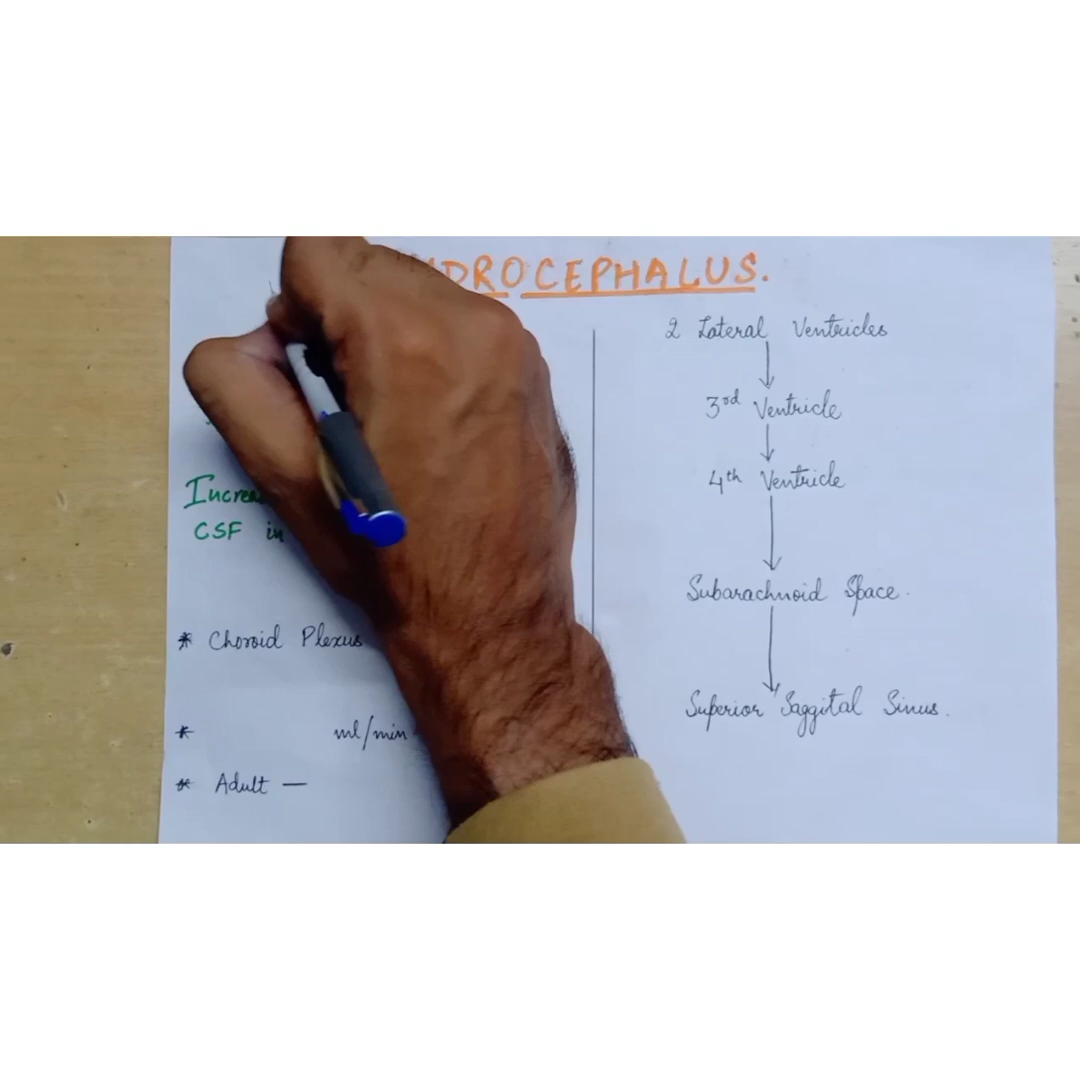 DROCEPHALUS.
CSF in
* Choroid Plexus
* ml/min
* Adult —
2 Lateral Ventricles
3rd Ventricle
4th Ventricle
Subarachnoid Space.
Superior Saggital Sinus.